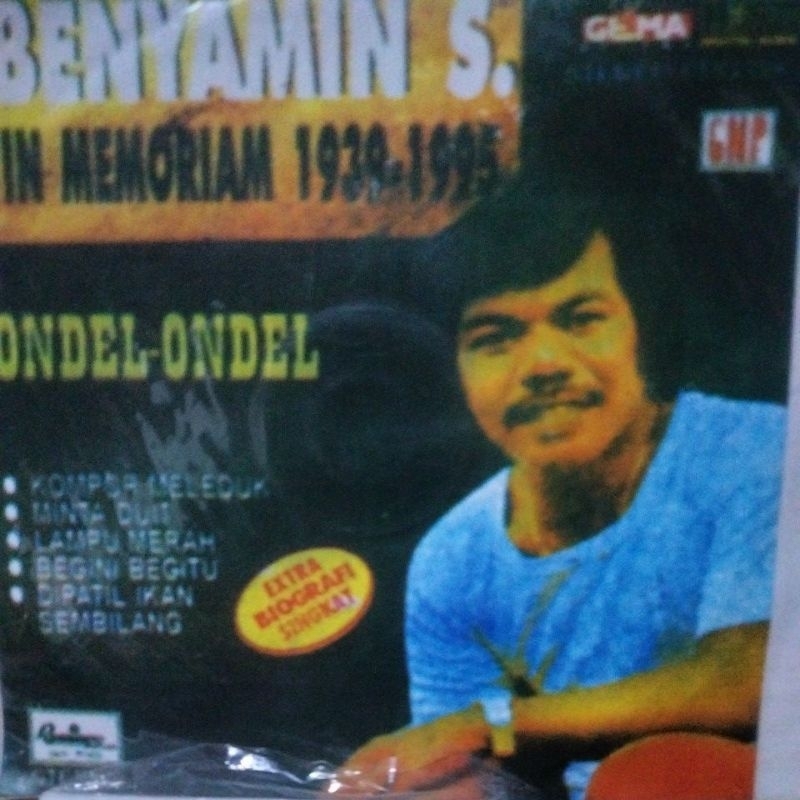 BENYAMIN S.
IN MEMORIAM 1939-1995
GEMA
GNP
ONDEL-ONDEL
• KOMPOR MELEDUK
• MINTA DUIT
• LAMPU MERAH
• BEGINI BEGITU
• DIPATIL IKAN
SEMBILANG
EXTRA
BIOGRAFI
SINGKAT